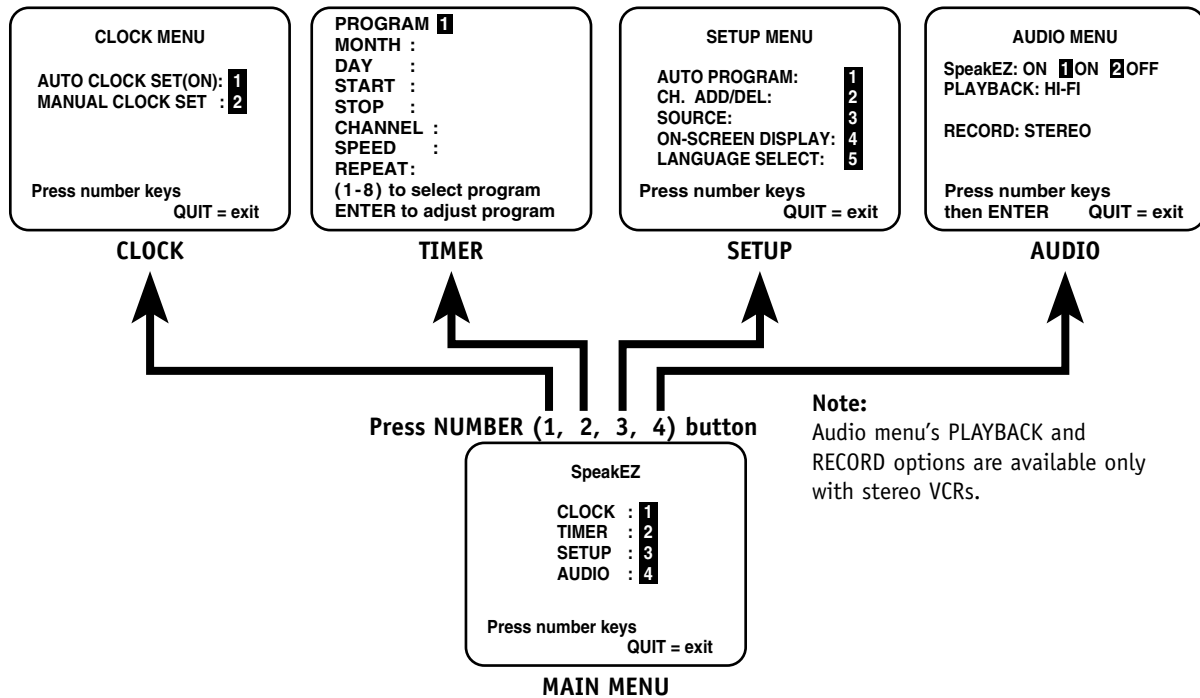 CLOCK MENU
AUTO CLOCK SET(ON): 1
MANUAL CLOCK SET : 2
Press number keys
QUIT = exit
CLOCK
PROGRAM 1
MONTH :
DAY :
START :
STOP :
CHANNEL :
SPEED :
REPEAT:
(1-8) to select program
ENTER to adjust program
TIMER
SETUP MENU
AUTO PROGRAM: 1
CH. ADD/DEL: 2
SOURCE: 3
ON-SCREEN DISPLAY: 4
LANGUAGE SELECT: 5
Press number keys
QUIT = exit
SETUP
AUDIO MENU
SpeakEZ: ON 1 ON 2 OFF
PLAYBACK: HI-FI
RECORD: STEREO
Press number keys
then ENTER QUIT = exit
AUDIO
Press NUMBER (1, 2, 3, 4) button
Note:
Audio menu's PLAYBACK and
RECORD options are available only
with stereo VCRs.
SpeakEZ
CLOCK : 1
TIMER : 2
SETUP : 3
AUDIO : 4
Press number keys
QUIT = exit
MAIN MENU